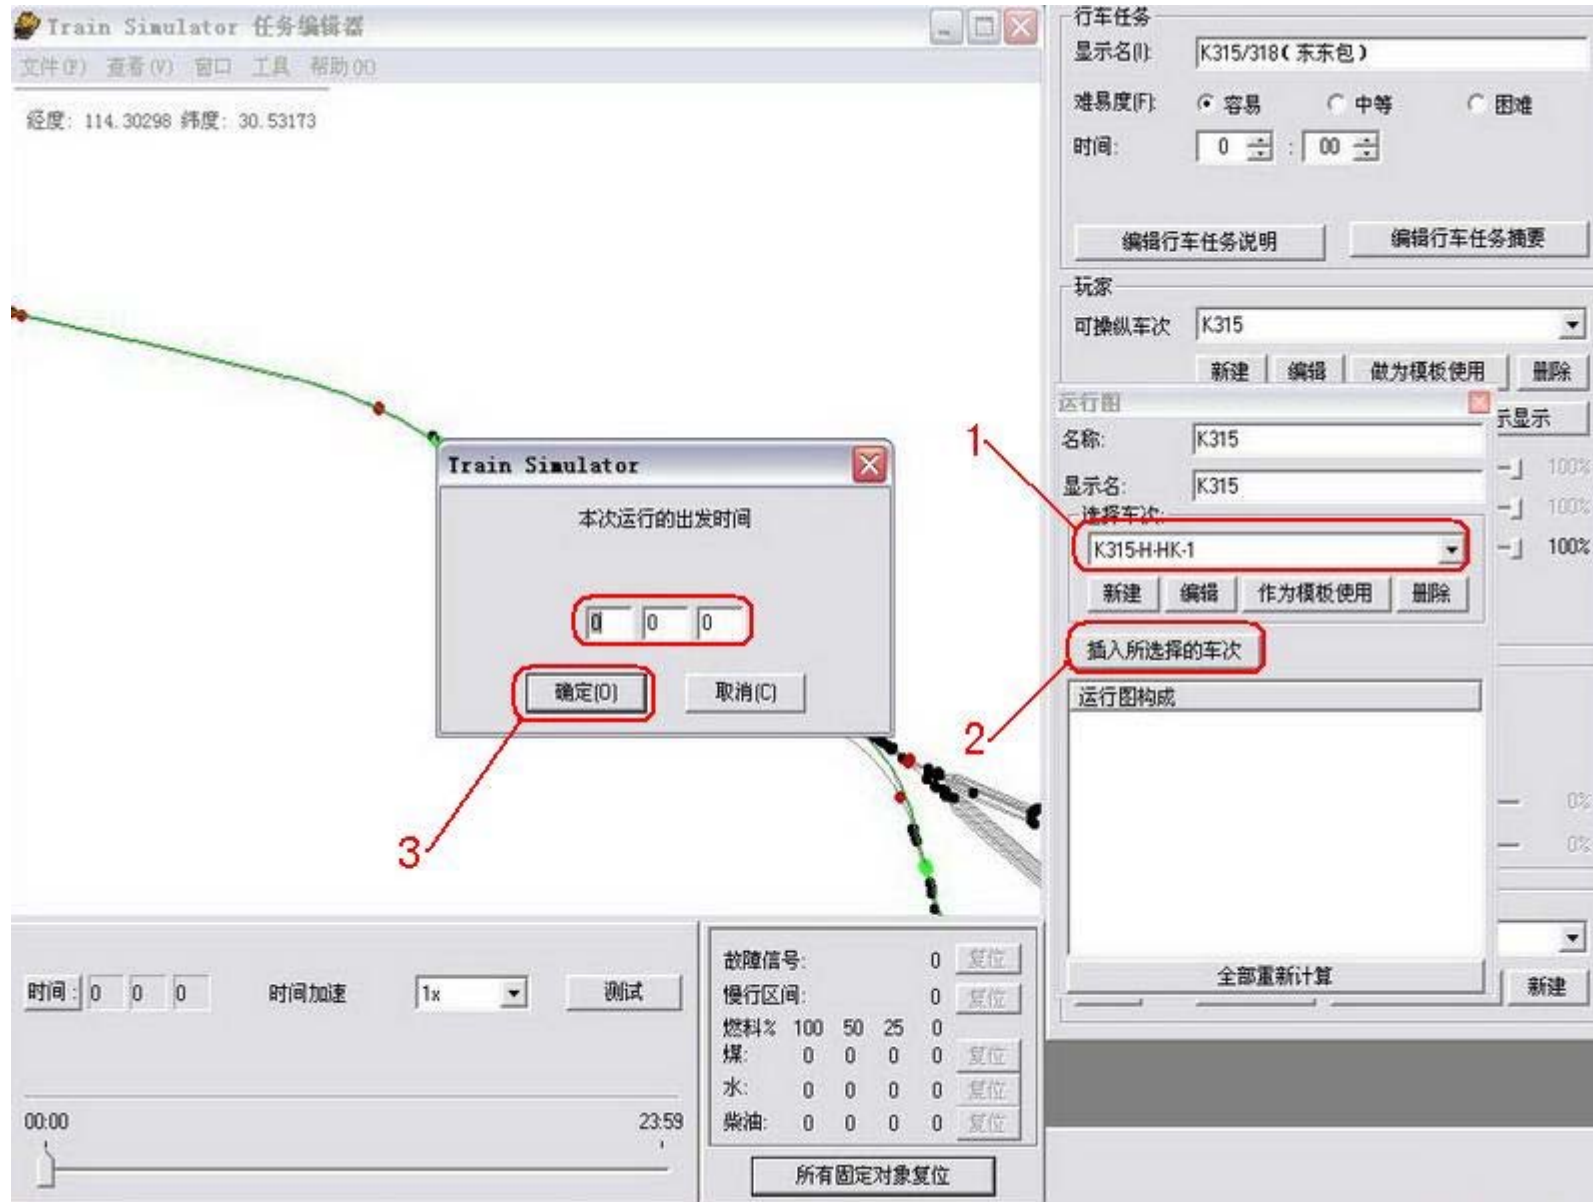 Train Simulator 任务编辑器
文件(F) 查看(V) 窗口 工具 帮助(H)
经度: 114.30298 纬度: 30.53173
行车任务
显示名(I): K315/318(东东包)
难易度(F): 容易 中等 困难
时间: 0 : 00
编辑行车任务说明 编辑行车任务摘要
玩家
可操纵车次 K315
新建 编辑 做为模板使用 删除
运行图
示显示
名称: K315
100%
显示名: K315
100%
选择车次:
K315-H-HK-1
100%
新建 编辑 作为模板使用 删除
插入所选择的车次
运行图构成
0%
0%
全部重新计算
新建
1
2
3
Train Simulator
本次运行的出发时间
0 0 0
确定(O) 取消(C)
时间: 0 0 0 时间加速 1x 测试
00:00 23:59
故障信号: 0 复位
慢行区间: 0 复位
燃料% 100 50 25 0
煤: 0 0 0 0 复位
水: 0 0 0 0 复位
柴油: 0 0 0 0 复位
所有固定对象复位